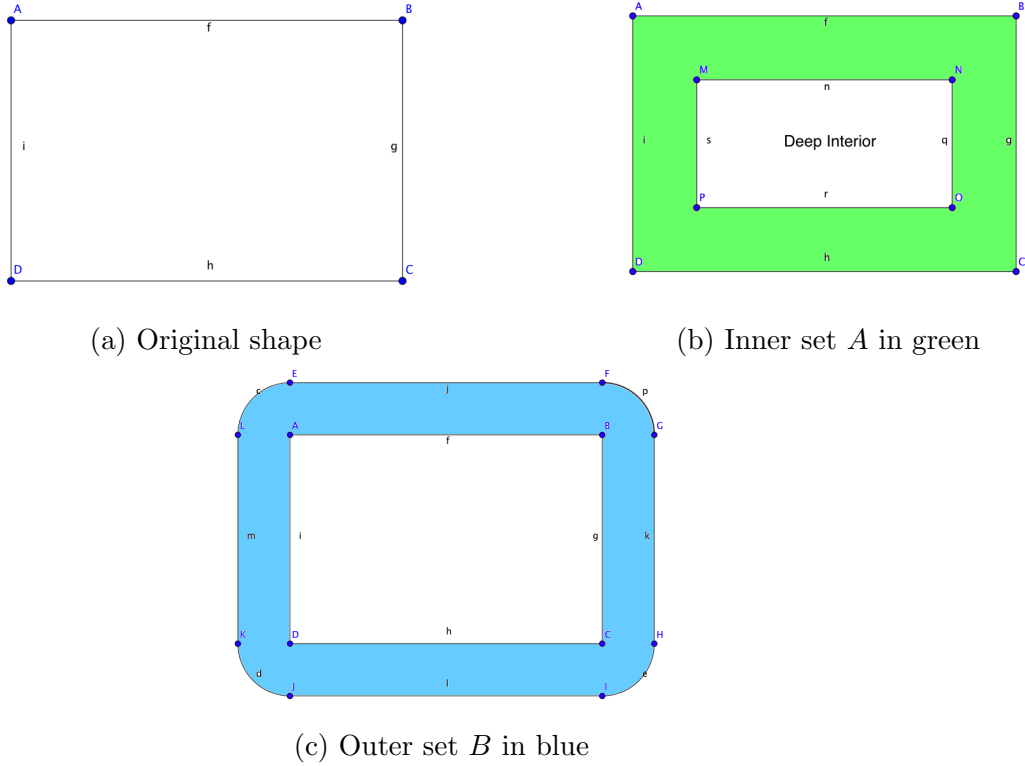 A B
f
i g
h
D C
(a) Original shape
A B
f
M N
n
i s Deep Interior q g
P r O
h
D C
(b) Inner set A in green
E F
c j p
L A B G
f
m i g k
K D h C H
d l e
J I
(c) Outer set B in blue